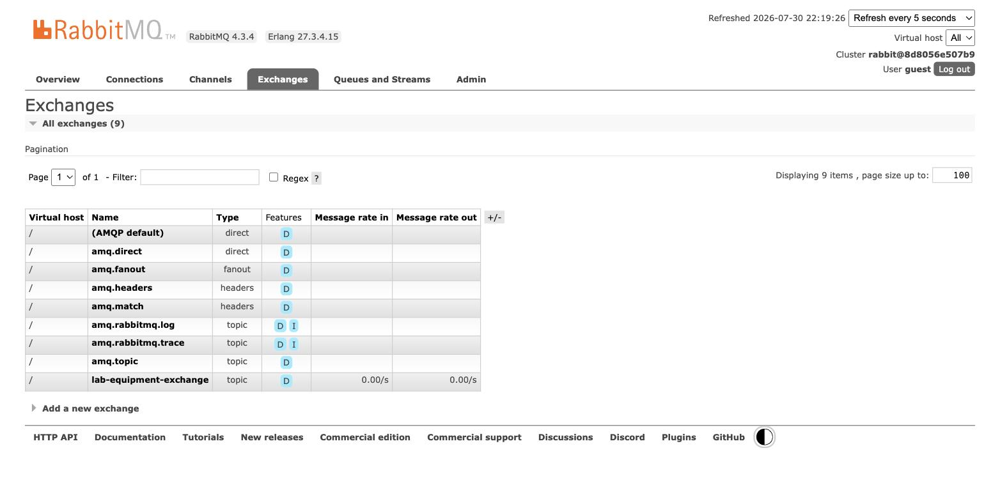 Refreshed 2026-07-30 22:19:26 Refresh every 5 seconds
RabbitMQ TM RabbitMQ 4.3.4 Erlang 27.3.4.15
Virtual host All
Cluster rabbit@8d8056e507b9
User guest Log out
Overview Connections Channels Exchanges Queues and Streams Admin
Exchanges
All exchanges (9)
Pagination
Page 1 of 1 - Filter: Regex ? Displaying 9 items , page size up to: 100
Virtual host Name Type Features Message rate in Message rate out +/-
/ (AMQP default) direct D
/ amq.direct direct D
/ amq.fanout fanout D
/ amq.headers headers D
/ amq.match headers D
/ amq.rabbitmq.log topic D I
/ amq.rabbitmq.trace topic D I
/ amq.topic topic D
/ lab-equipment-exchange topic D 0.00/s 0.00/s
Add a new exchange
HTTP API Documentation Tutorials New releases Commercial edition Commercial support Discussions Discord Plugins GitHub